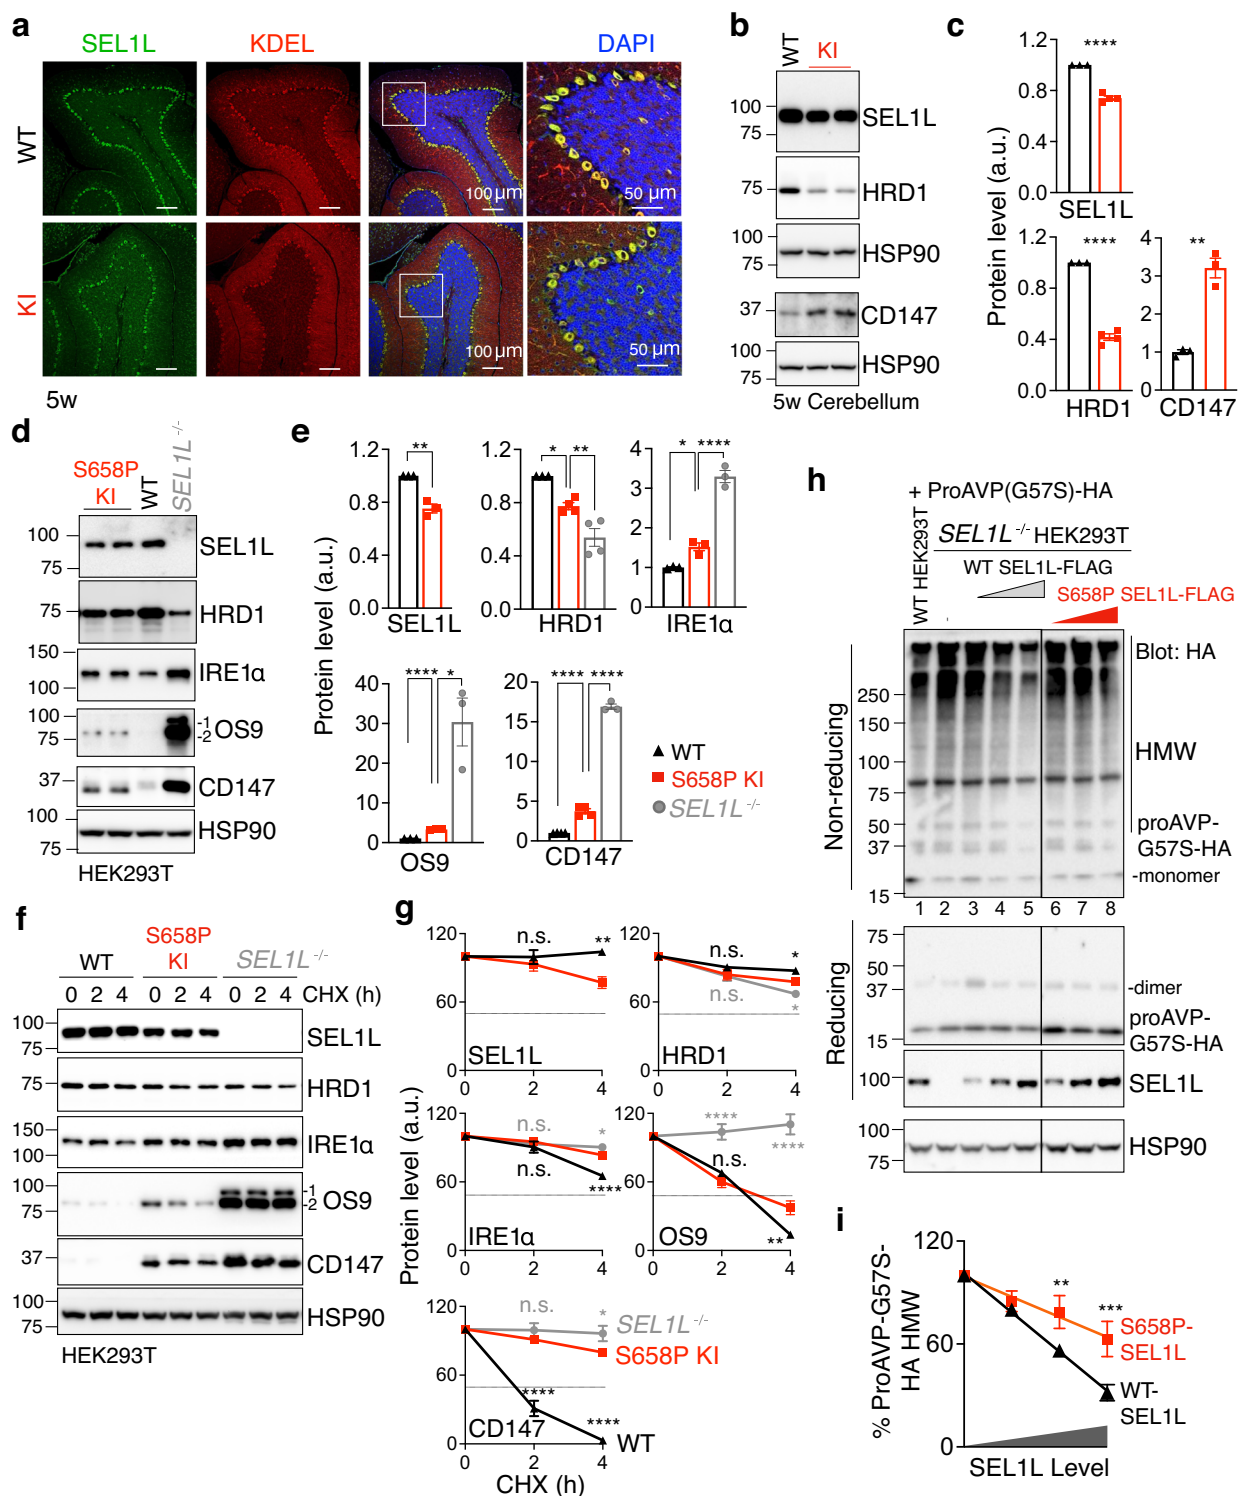 a
SEL1L
KDEL
DAPI
WT
KI
100 µm
50 µm
100 µm
50 µm
5w
b
WT
KI
100
75
SEL1L
75
HRD1
100
75
HSP90
37
CD147
100
75
HSP90
5w Cerebellum
c
Protein level (a.u.)
1.2
0.8
0.4
0.0
****
SEL1L
1.2
0.8
0.4
0.0
****
HRD1
4
3
2
1
0
**
CD147
d
S658P
KI
WT
SEL1L-/-
100
75
SEL1L
75
HRD1
150
100
IRE1α
100
75
-1
-2
OS9
37
CD147
100
75
HSP90
HEK293T
e
Protein level (a.u.)
1.2
0.8
0.4
0.0
**
SEL1L
1.2
0.8
0.4
0.0
* **
HRD1
4
3
2
1
0
* ****
IRE1α
40
30
20
10
0
**** *
OS9
20
15
10
5
0
**** ****
CD147
WT
S658P KI
SEL1L-/-
f
WT
S658P
KI
SEL1L-/-
0 2 4 0 2 4 0 2 4 CHX (h)
100
75
SEL1L
75
HRD1
150
100
IRE1α
100
75
-1
-2
OS9
37
CD147
100
75
HSP90
HEK293T
g
Protein level (a.u.)
120
60
0
n.s.
**
SEL1L
0 2 4
120
60
0
n.s.
*
n.s.
*
HRD1
0 2 4
120
60
0
*
n.s.
****
IRE1α
0 2 4
120
60
0
****
****
n.s.
**
OS9
0 2 4
120
60
0
n.s.
*
SEL1L-/-
S658P KI
****
****
CD147
WT
0 2 4
CHX (h)
h
+ ProAVP(G57S)-HA
WT HEK293T
SEL1L-/- HEK293T
WT SEL1L-FLAG
S658P SEL1L-FLAG
Non-reducing
250
150
100
75
50
37
15
Blot: HA
HMW
proAVP-
G57S-HA
-monomer
1 2 3 4 5 6 7 8
Reducing
75
50
37
15
-dimer
proAVP-
G57S-HA
100
SEL1L
100
75
HSP90
i
% ProAVP-G57S-
HA HMW
120
60
0
**
***
S658P-
SEL1L
WT-
SEL1L
SEL1L Level